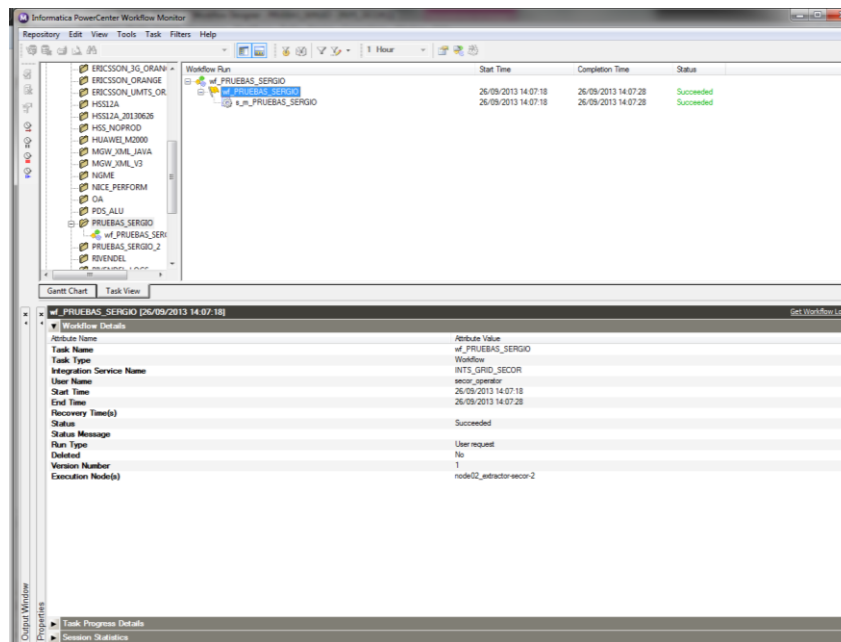 Informatica PowerCenter Workflow Monitor
Repository Edit View Tools Task Filters Help
1 Hour
ERICSSON_3G_ORAN
ERICSSON_ORANGE
ERICSSON_UMTS_OR
HSS12A
HSS12A_20130626
HSS_NOPROD
HUAWEI_M2000
MGW_XML_JAVA
MGW_XML_V3
NGME
NICE_PERFORM
OA
PDS_ALU
PRUEBAS_SERGIO
wf_PRUEBAS_SER
PRUEBAS_SERGIO_2
RIVENDEL
Workflow Run Start Time Completion Time Status
wf_PRUEBAS_SERGIO
wf_PRUEBAS_SERGIO 26/09/2013 14:07:18 26/09/2013 14:07:28 Succeeded
s_m_PRUEBAS_SERGIO 26/09/2013 14:07:18 26/09/2013 14:07:28 Succeeded
Gantt Chart Task View
wf_PRUEBAS_SERGIO [26/09/2013 14:07:18] Get Workflow Lo
Workflow Details
Attribute Name Attribute Value
Task Name wf_PRUEBAS_SERGIO
Task Type Workflow
Integration Service Name INTS_GRID_SECOR
User Name secor_operator
Start Time 26/09/2013 14:07:18
End Time 26/09/2013 14:07:28
Recovery Time(s)
Status Succeeded
Status Message
Run Type User request
Deleted No
Version Number 1
Execution Node(s) node02_extractor-secor-2
Task Progress Details
Session Statistics
Output Window
Properties